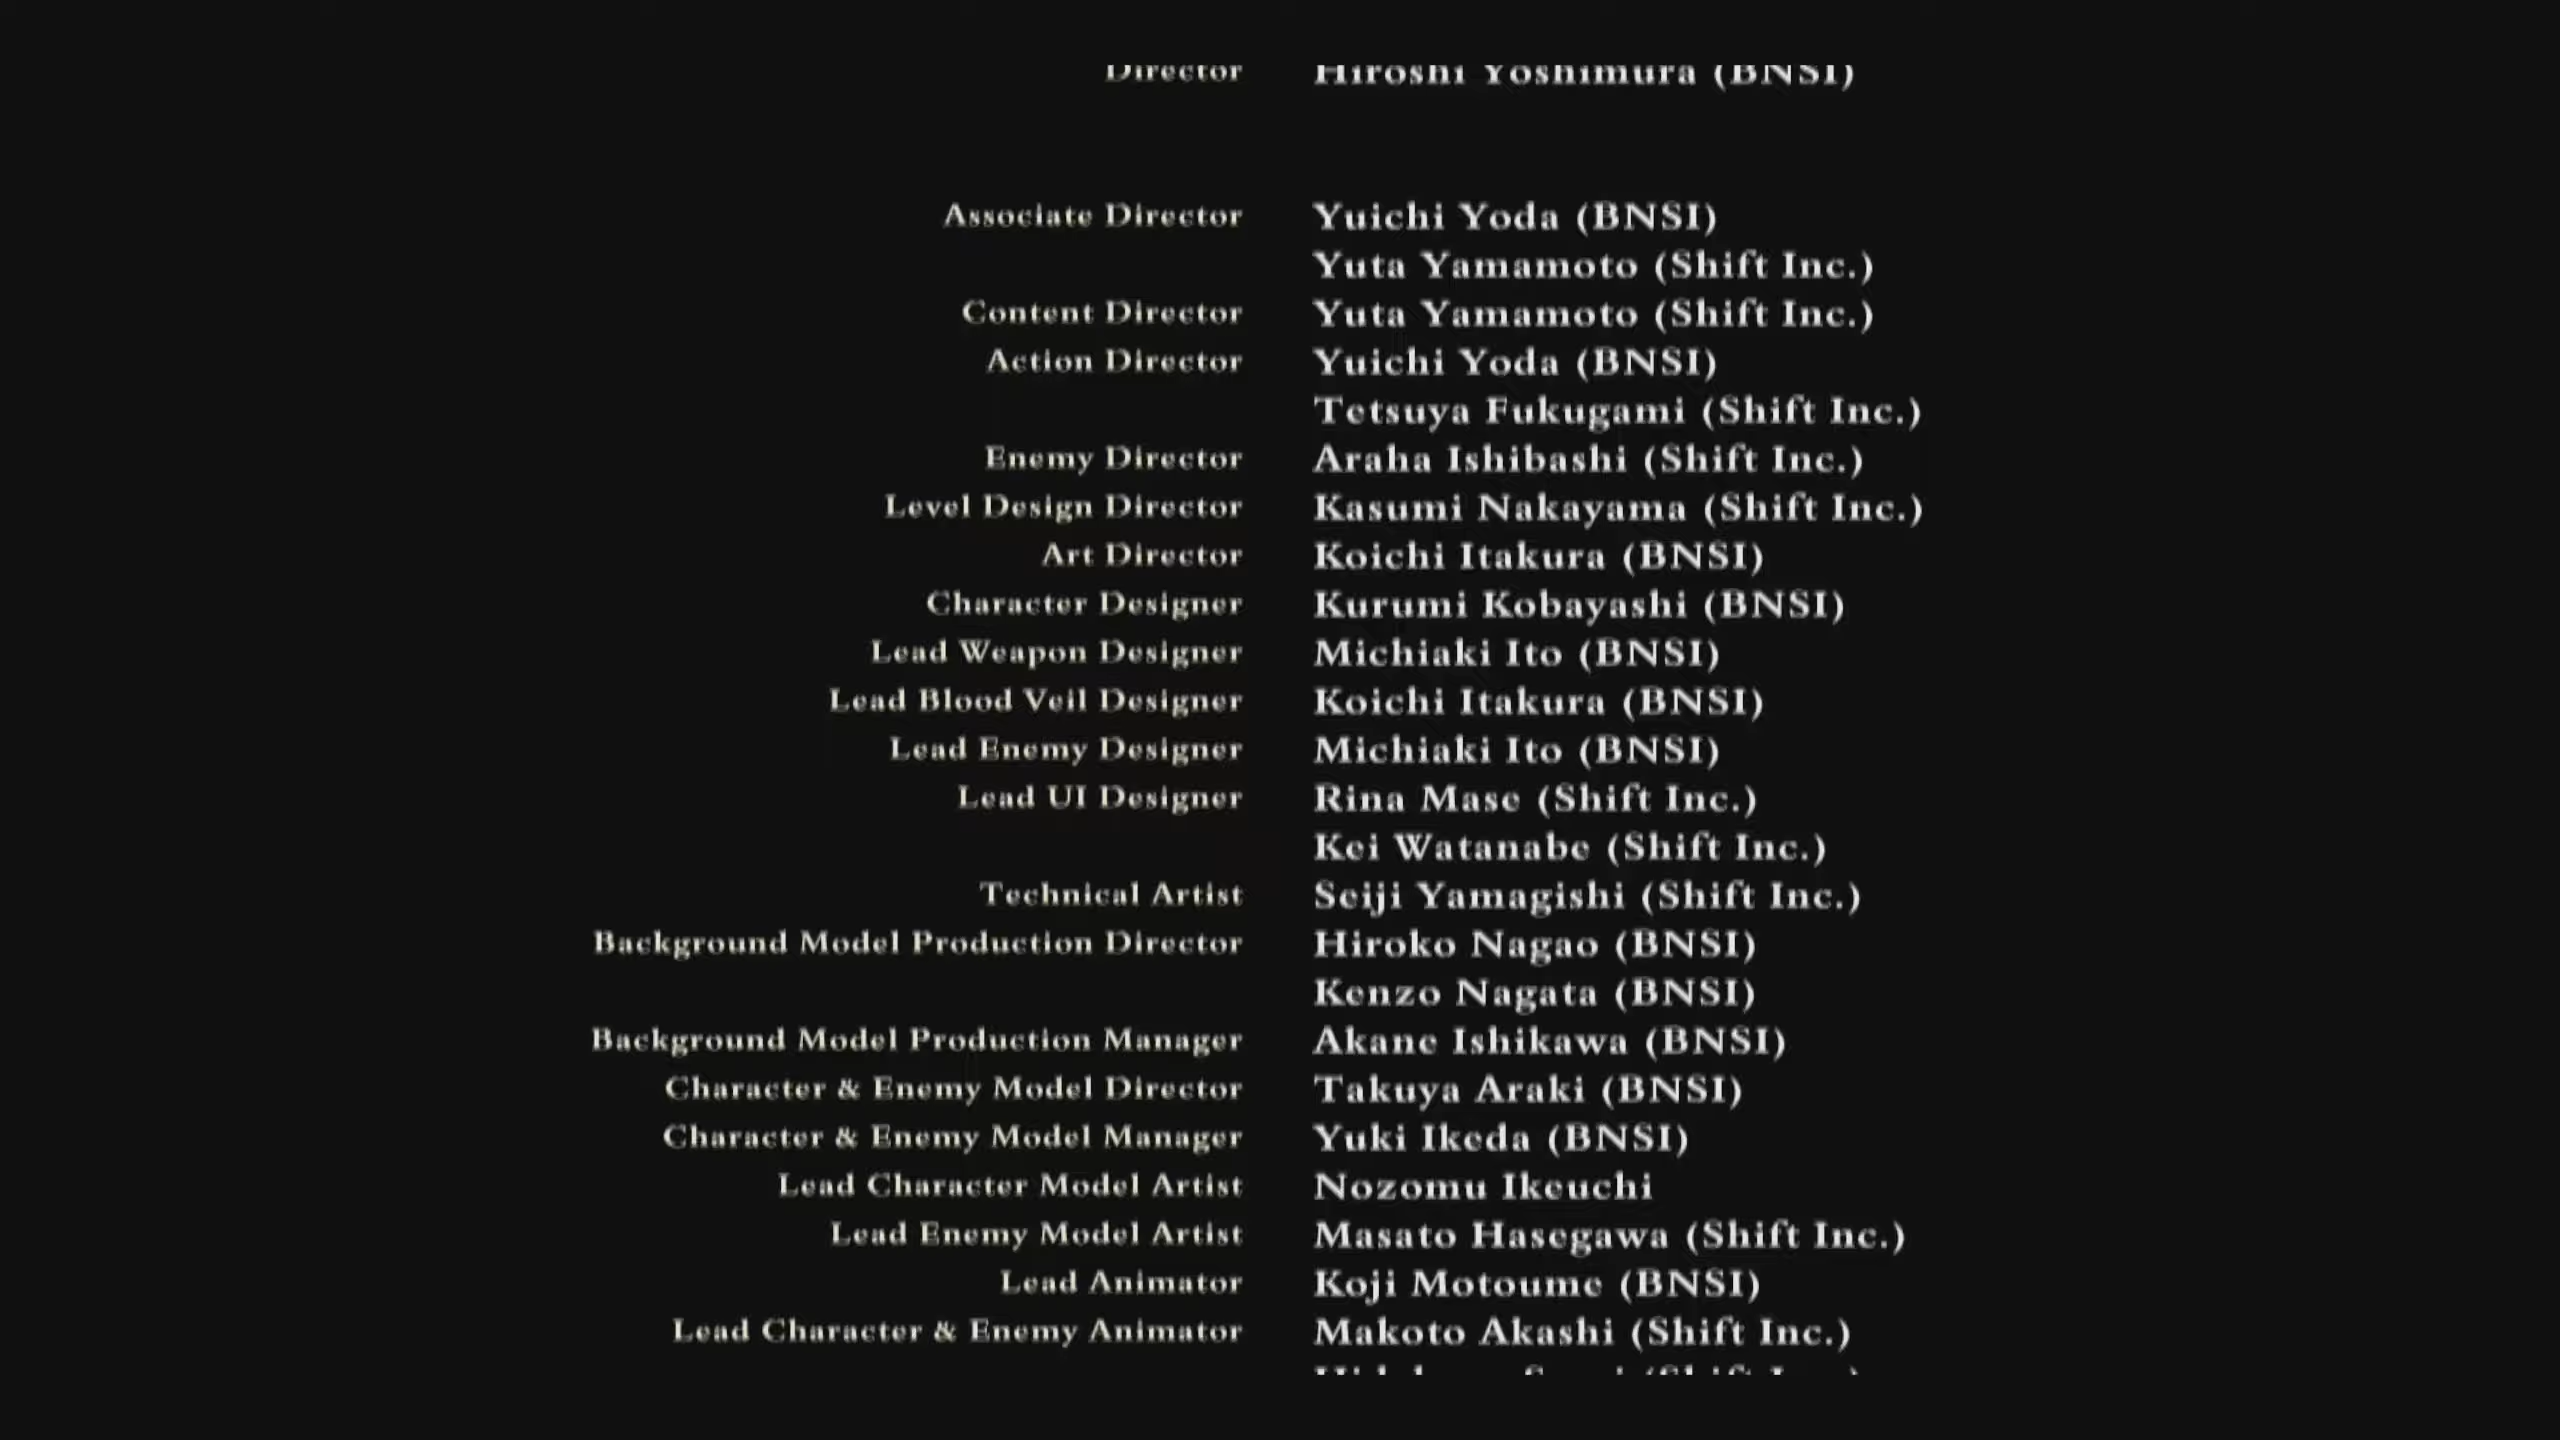 Director Hiroshi Yoshimura (BNSI)
Associate Director Yuichi Yoda (BNSI)
Yuta Yamamoto (Shift Inc.)
Content Director Yuta Yamamoto (Shift Inc.)
Action Director Yuichi Yoda (BNSI)
Tetsuya Fukugami (Shift Inc.)
Enemy Director Araha Ishibashi (Shift Inc.)
Level Design Director Kasumi Nakayama (Shift Inc.)
Art Director Koichi Itakura (BNSI)
Character Designer Kurumi Kobayashi (BNSI)
Lead Weapon Designer Michiaki Ito (BNSI)
Lead Blood Veil Designer Koichi Itakura (BNSI)
Lead Enemy Designer Michiaki Ito (BNSI)
Lead UI Designer Rina Mase (Shift Inc.)
Kei Watanabe (Shift Inc.)
Technical Artist Seiji Yamagishi (Shift Inc.)
Background Model Production Director Hiroko Nagao (BNSI)
Kenzo Nagata (BNSI)
Background Model Production Manager Akane Ishikawa (BNSI)
Character & Enemy Model Director Takuya Araki (BNSI)
Character & Enemy Model Manager Yuki Ikeda (BNSI)
Lead Character Model Artist Nozomu Ikeuchi
Lead Enemy Model Artist Masato Hasegawa (Shift Inc.)
Lead Animator Koji Motoume (BNSI)
Lead Character & Enemy Animator Makoto Akashi (Shift Inc.)